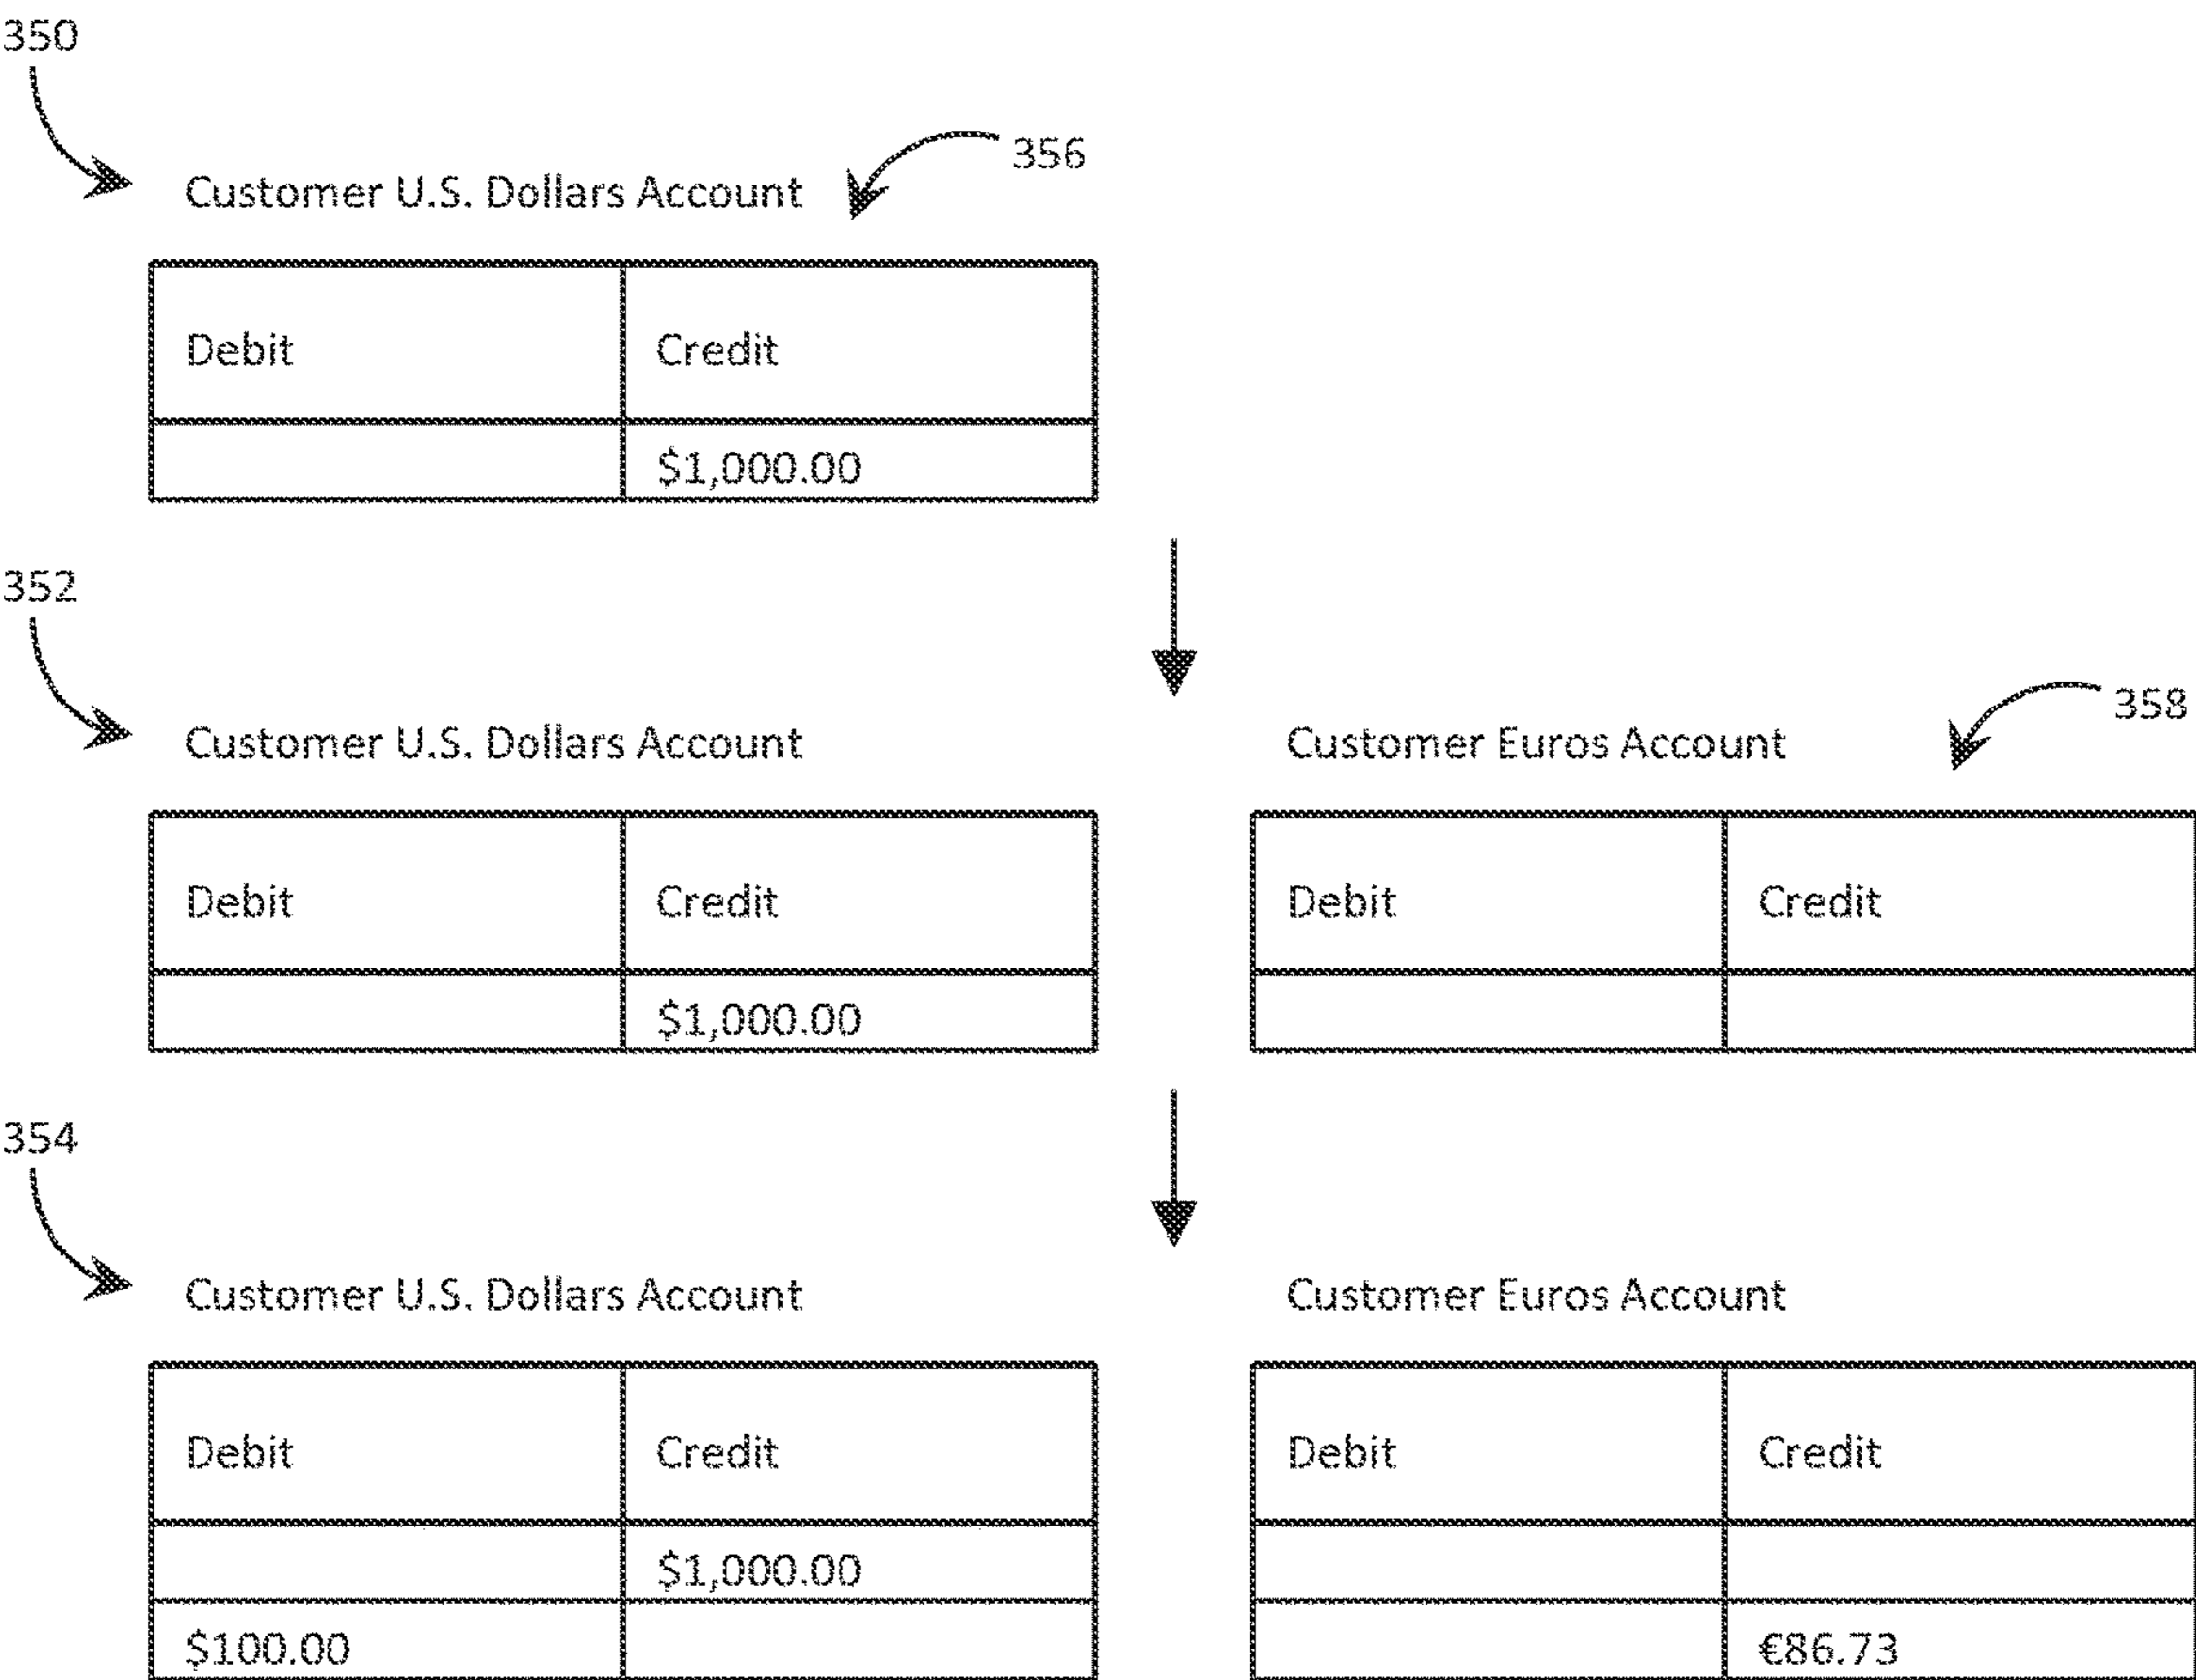 350
356
Customer U.S. Dollars Account
Debit Credit
$1,000.00
352
358
Customer U.S. Dollars Account Customer Euros Account
Debit Credit Debit Credit
$1,000.00
354
Customer U.S. Dollars Account Customer Euros Account
Debit Credit Debit Credit
$1,000.00
$100.00 €86.73